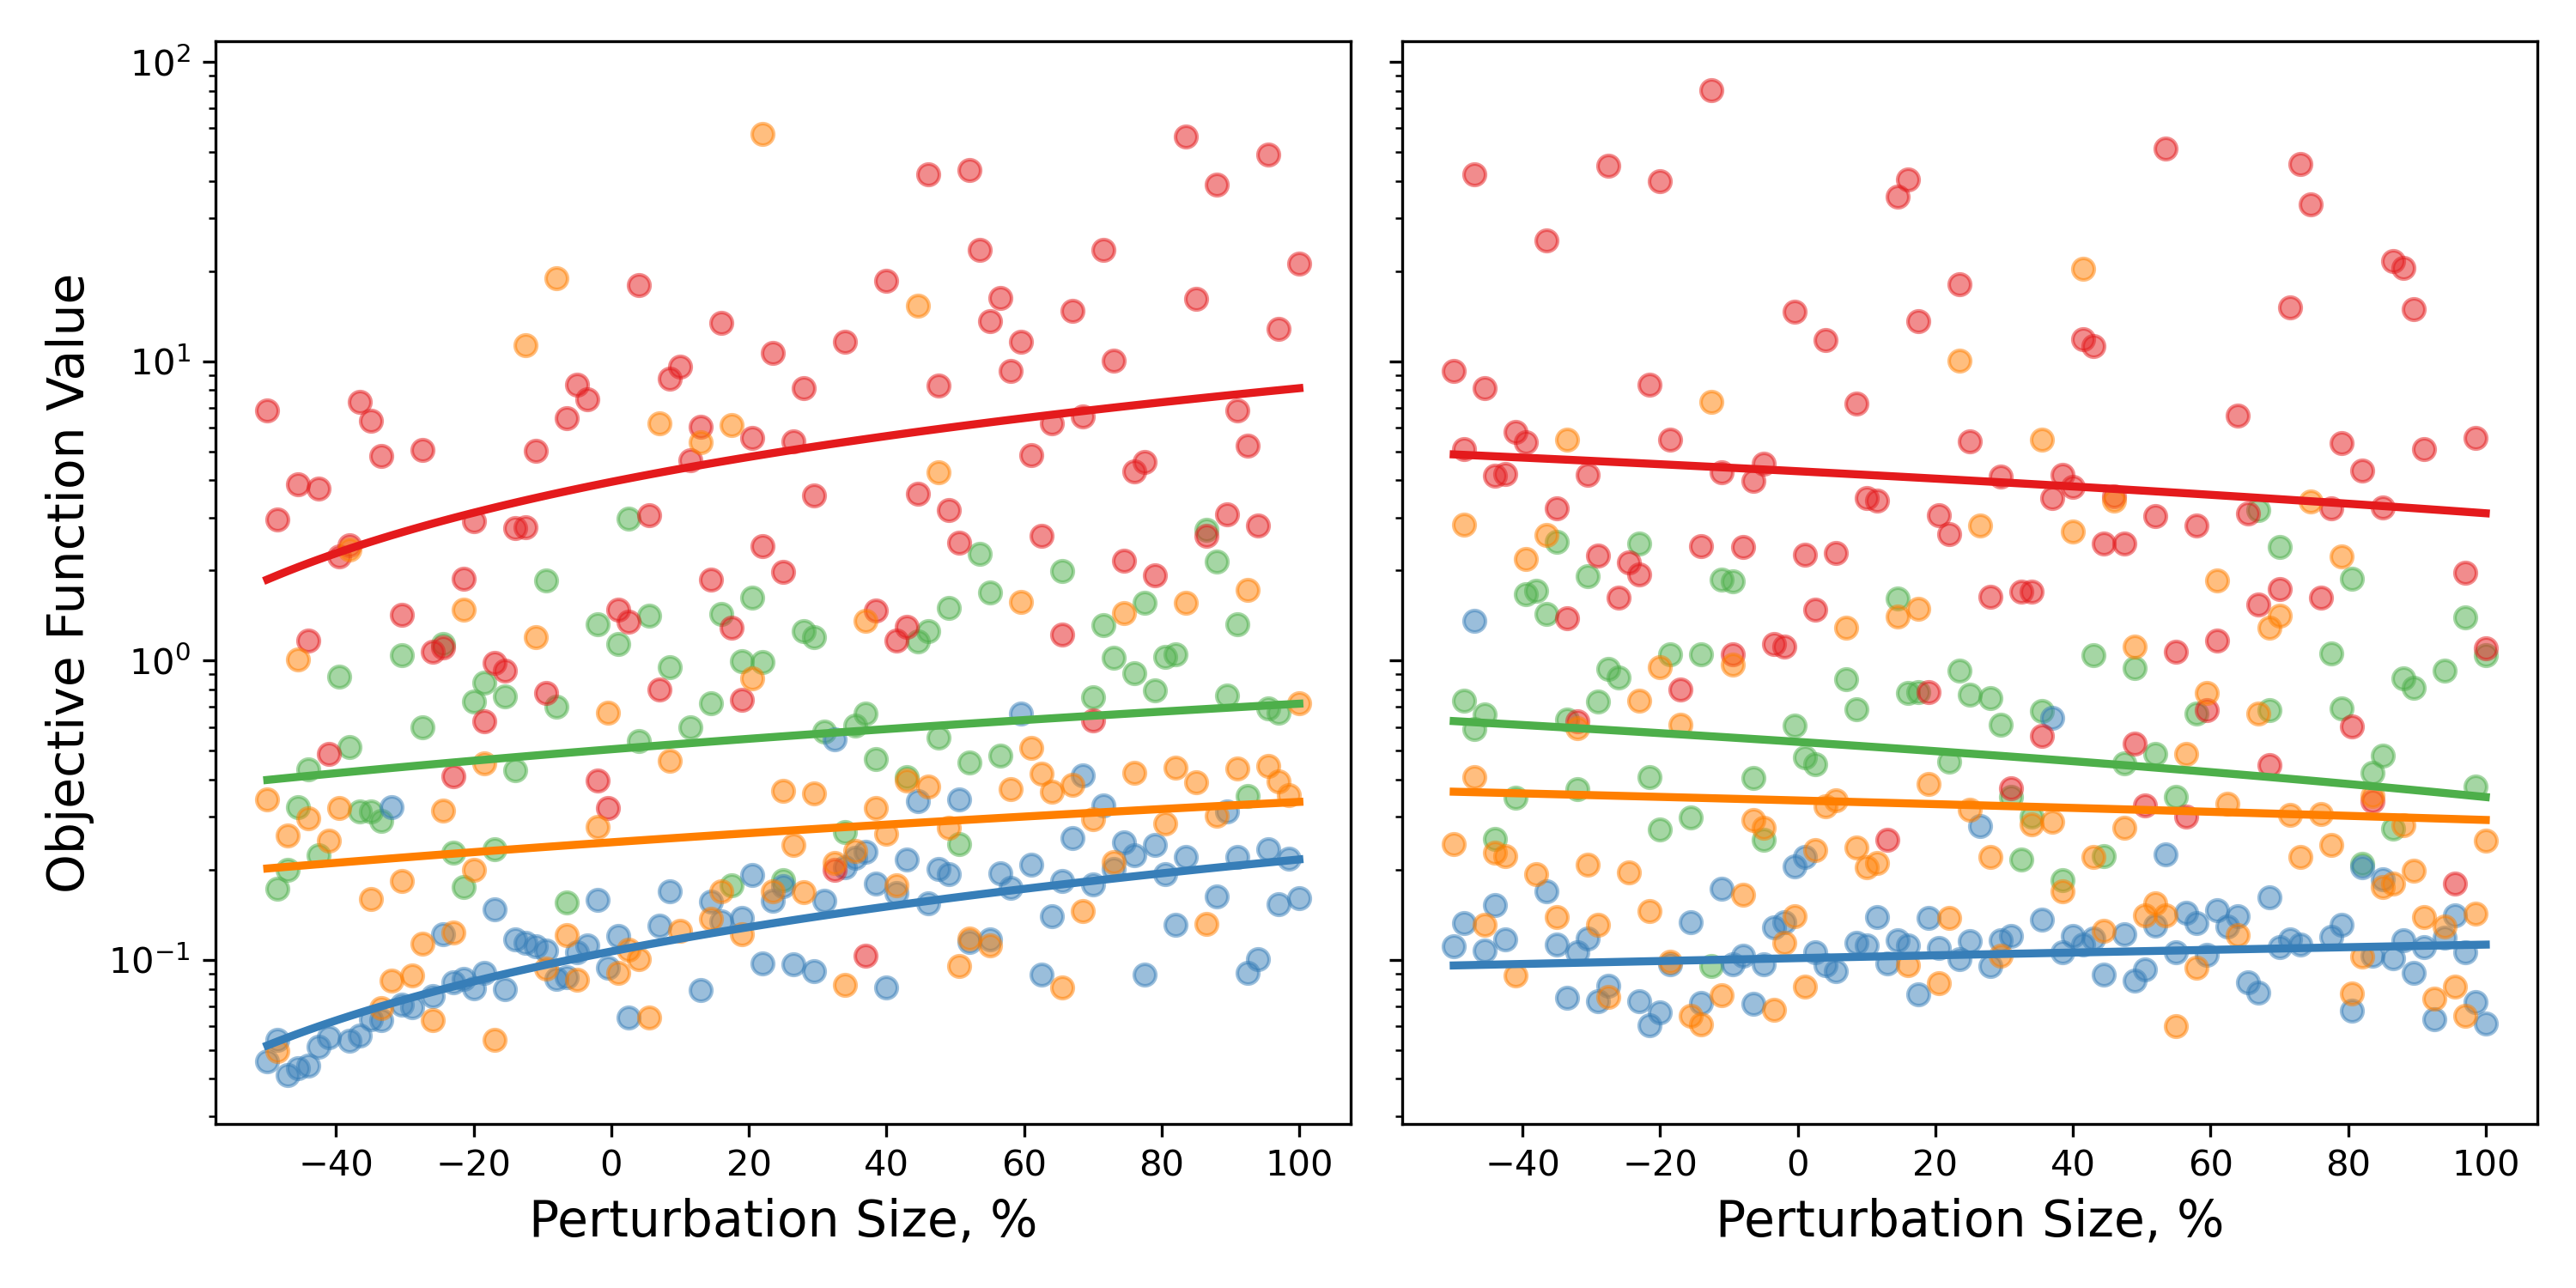 Objective Function Value
10²
10¹
10⁰
10⁻¹
−40 −20 0 20 40 60 80 100
Perturbation Size, %
−40 −20 0 20 40 60 80 100
Perturbation Size, %